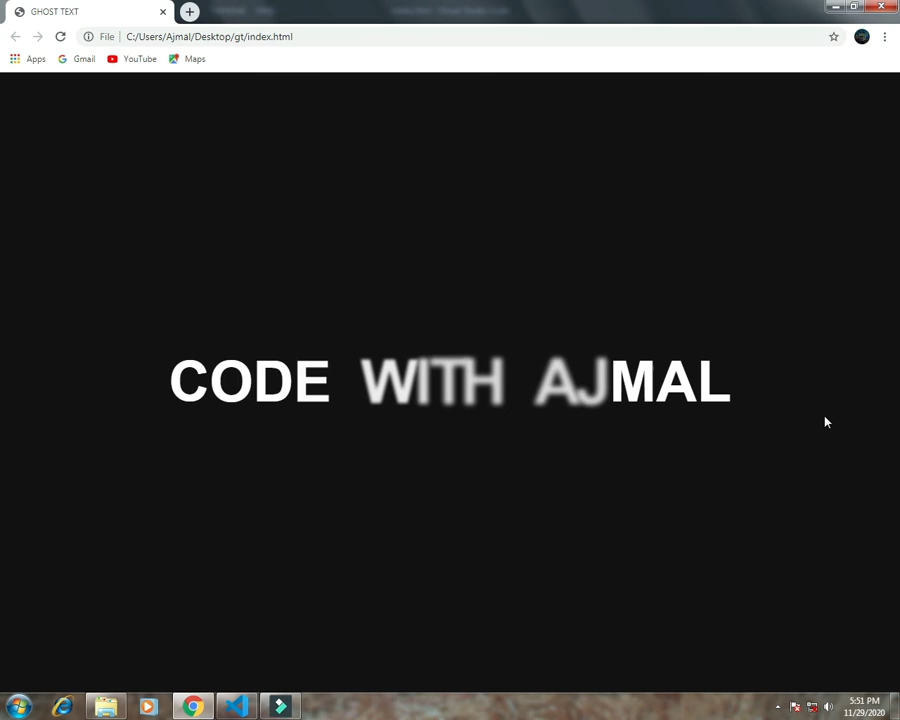 GHOST TEXT
File
C:/Users/Ajmal/Desktop/gt/index.html
Apps Gmail YouTube Maps
CODE WITH AJMAL
5:51 PM
11/29/2020